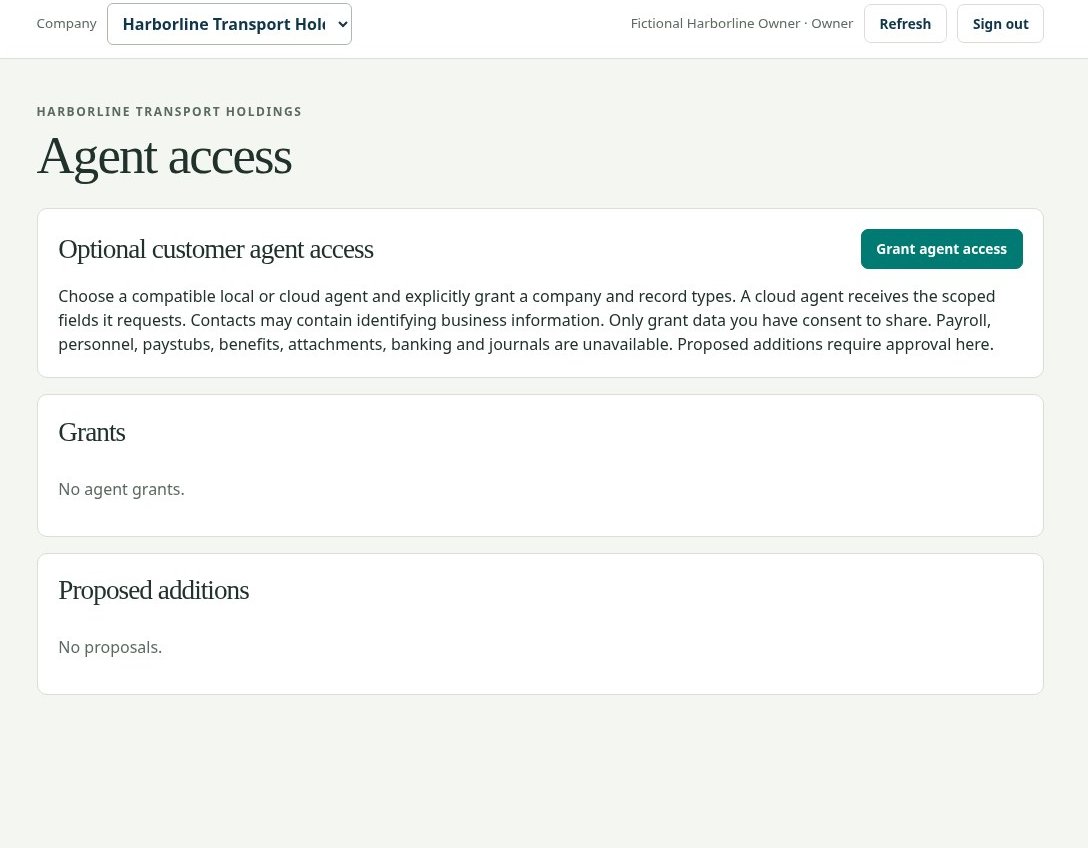 Company
Harborline Transport Hol
Fictional Harborline Owner · Owner
Refresh
Sign out
HARBORLINE TRANSPORT HOLDINGS
Agent access
Optional customer agent access
Grant agent access
Choose a compatible local or cloud agent and explicitly grant a company and record types. A cloud agent receives the scoped
fields it requests. Contacts may contain identifying business information. Only grant data you have consent to share. Payroll,
personnel, paystubs, benefits, attachments, banking and journals are unavailable. Proposed additions require approval here.
Grants
No agent grants.
Proposed additions
No proposals.